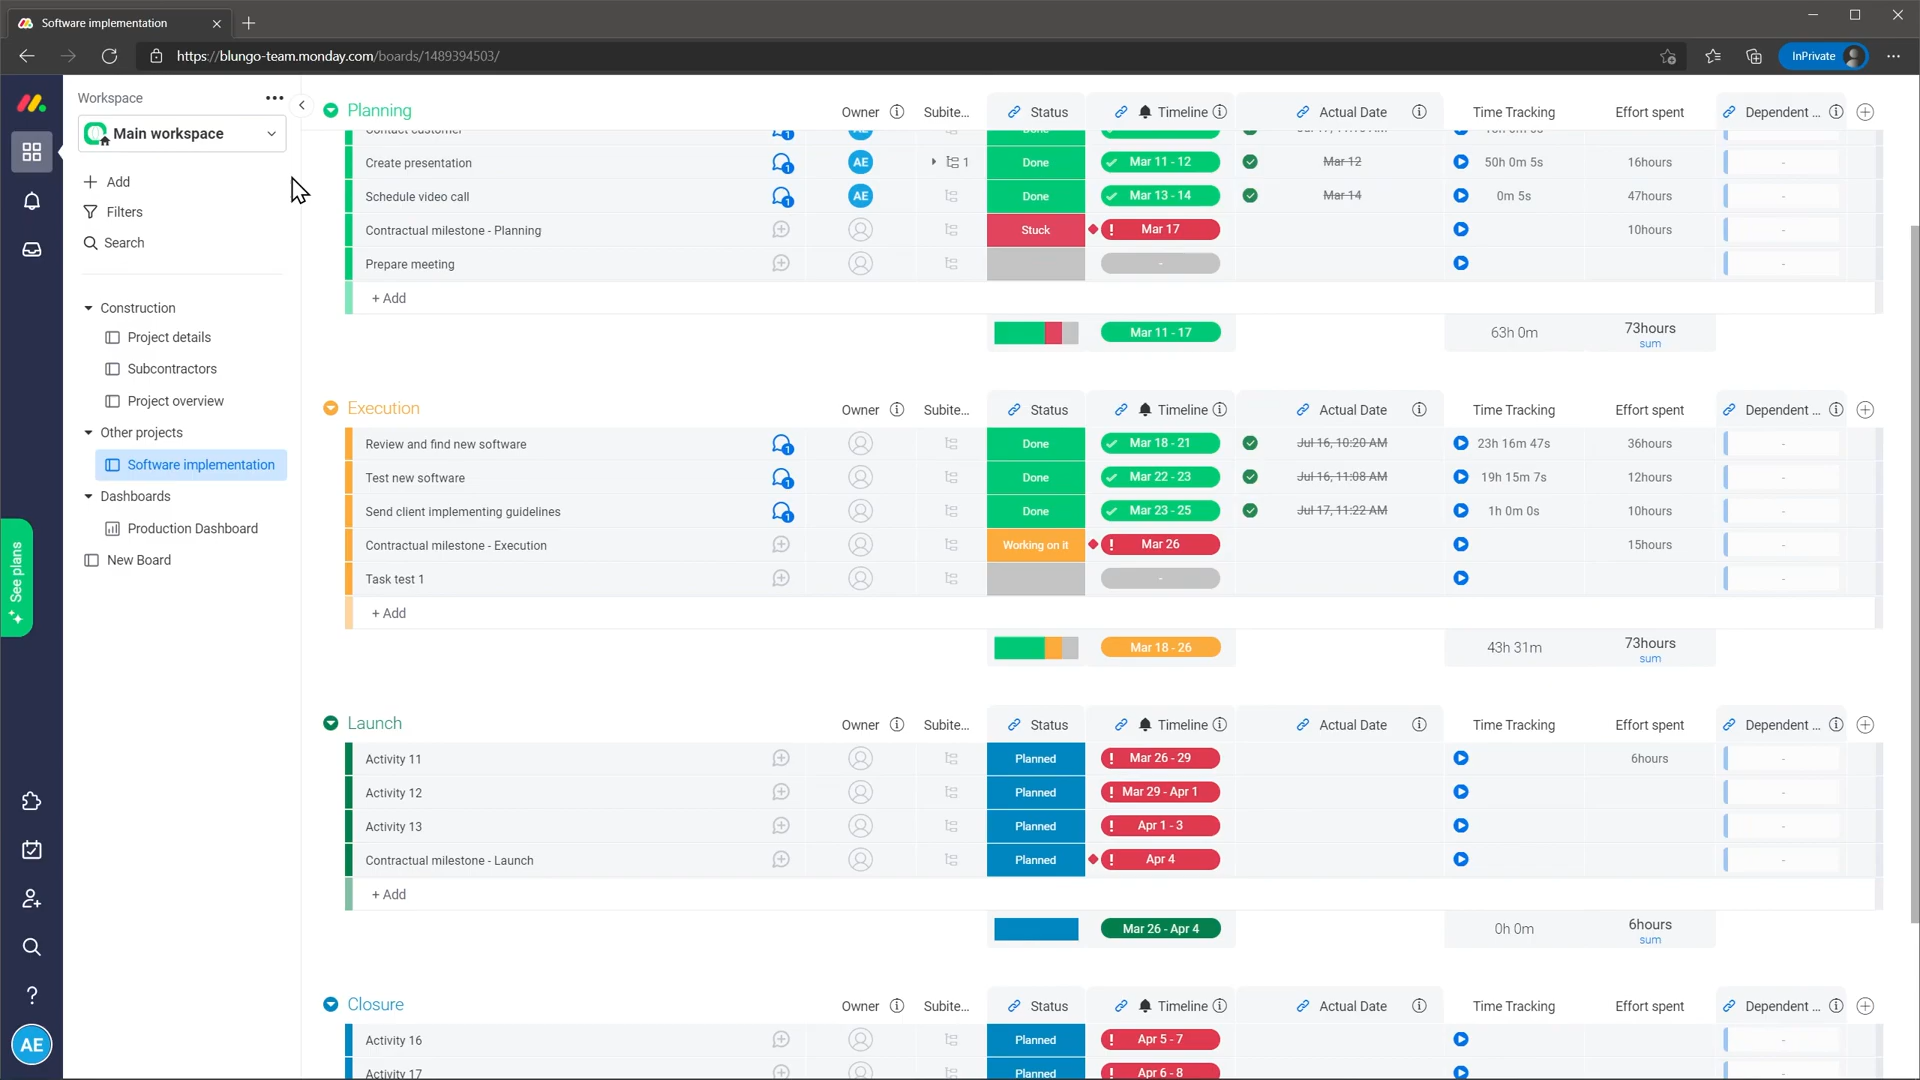 Software implementation
https://blungo-team.monday.com/boards/1489394503/
InPrivate
Workspace
Main workspace
Add
Filters
Search
Construction
Project details
Subcontractors
Project overview
Other projects
Software implementation
Dashboards
Production Dashboard
New Board
See plans
AE
Planning Owner Subite... Status Timeline Actual Date Time Tracking Effort spent Dependent ...
Contact customer 1 AE Done
Create presentation 1 AE 1 Done Mar 11 - 12 Mar 12 50h 0m 5s 16hours -
Schedule video call 1 AE Done Mar 13 - 14 Mar 14 0m 5s 47hours -
Contractual milestone - Planning Stuck ! Mar 17 10hours -
Prepare meeting - -
+ Add
Mar 11 - 17 63h 0m 73hours
sum
Execution Owner Subite... Status Timeline Actual Date Time Tracking Effort spent Dependent ...
Review and find new software 1 Done Mar 18 - 21 Jul 16, 10:20 AM 23h 16m 47s 36hours -
Test new software 1 Done Mar 22 - 23 Jul 16, 11:08 AM 19h 15m 7s 12hours -
Send client implementing guidelines 1 Done Mar 23 - 25 Jul 17, 11:22 AM 1h 0m 0s 10hours -
Contractual milestone - Execution Working on it ! Mar 26 15hours -
Task test 1 - -
+ Add
Mar 18 - 26 43h 31m 73hours
sum
Launch Owner Subite... Status Timeline Actual Date Time Tracking Effort spent Dependent ...
Activity 11 Planned ! Mar 26 - 29 6hours -
Activity 12 Planned ! Mar 29 - Apr 1 -
Activity 13 Planned ! Apr 1 - 3 -
Contractual milestone - Launch Planned ! Apr 4 -
+ Add
Mar 26 - Apr 4 0h 0m 6hours
sum
Closure Owner Subite... Status Timeline Actual Date Time Tracking Effort spent Dependent ...
Activity 16 Planned ! Apr 5 - 7 -
Activity 17 Planned ! Apr 6 - 8 -